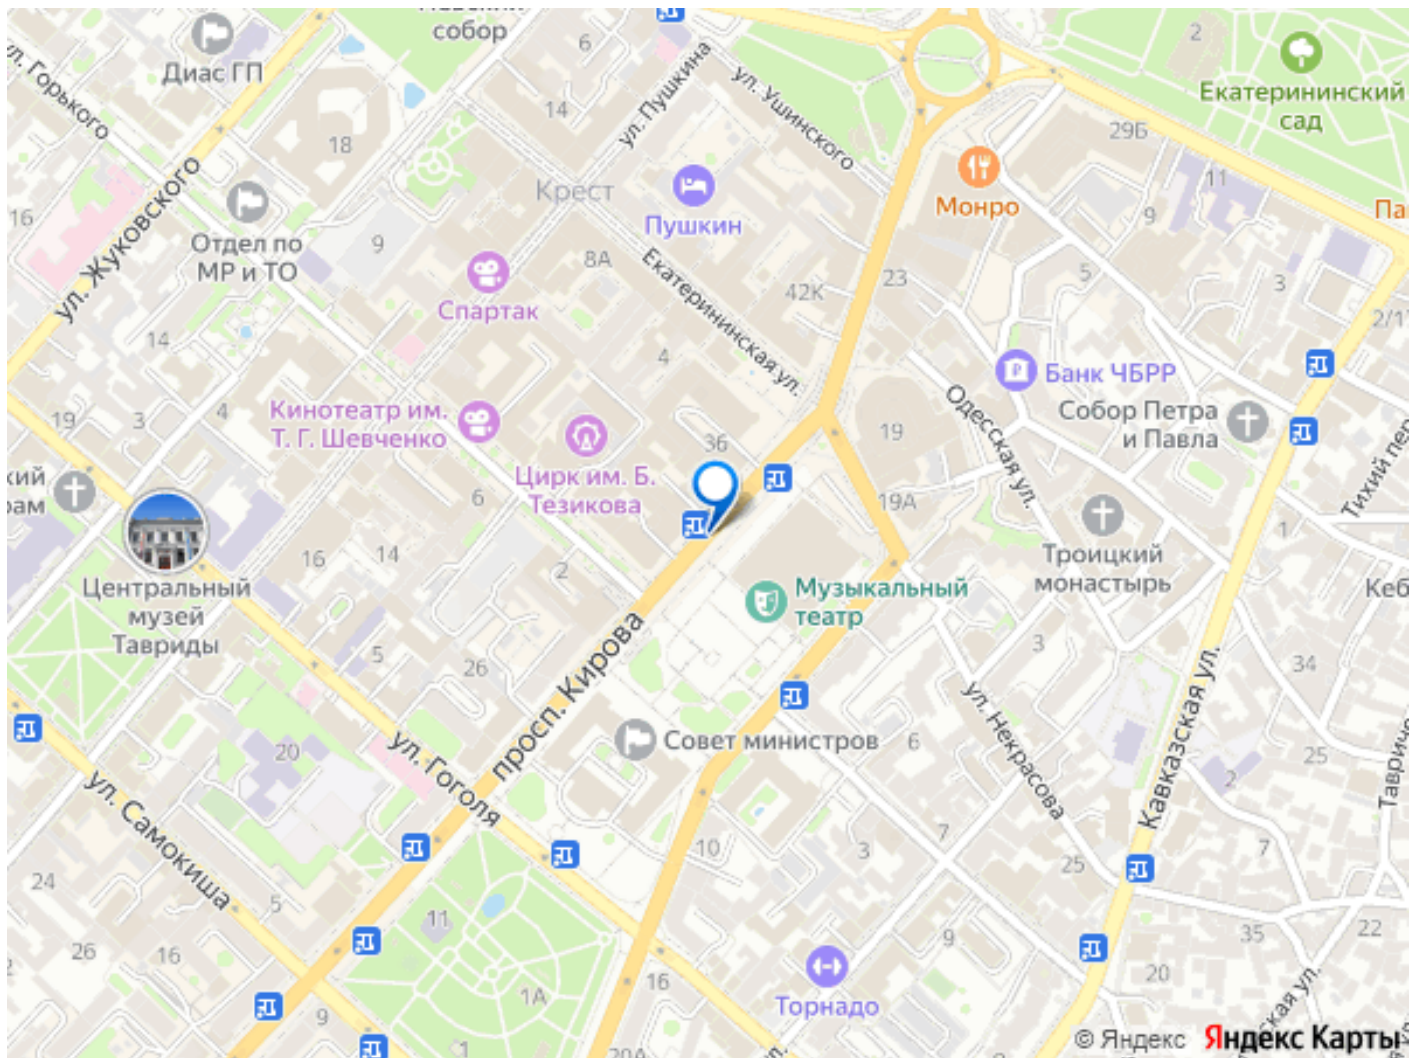 собор
Диас ГП
ул. Горького
ул. Жуковского
ул. Пушкина
ул. Ушинского
Екатерининский
сад
6
14
18
2
29Б
11
9
16
Крест
Пушкин
Монро
Отдел по
МР и ТО
9
8А
Спартак
Екатерининская ул.
42К
23
5
3
14
4
Банк ЧБРР
19
3
4
Кинотеатр им.
Т. Г. Шевченко
Собор Петра
и Павла
Одесская ул.
36
19
Цирк им. Б.
Тезикова
6
19А
Троицкий
монастырь
Центральный
музей
Тавриды
16
14
2
Музыкальный
театр
просп. Кирова
5
26
3
34
Совет министров
6
ул. Некрасова
Кавказская ул.
25
2
20
ул. Гоголя
ул. Самокиша
10
3
7
25
7
24
5
11
26
16
9
35
22
20
1А
16
Торнадо
9
1
20А
© Яндекс
Яндекс Карты